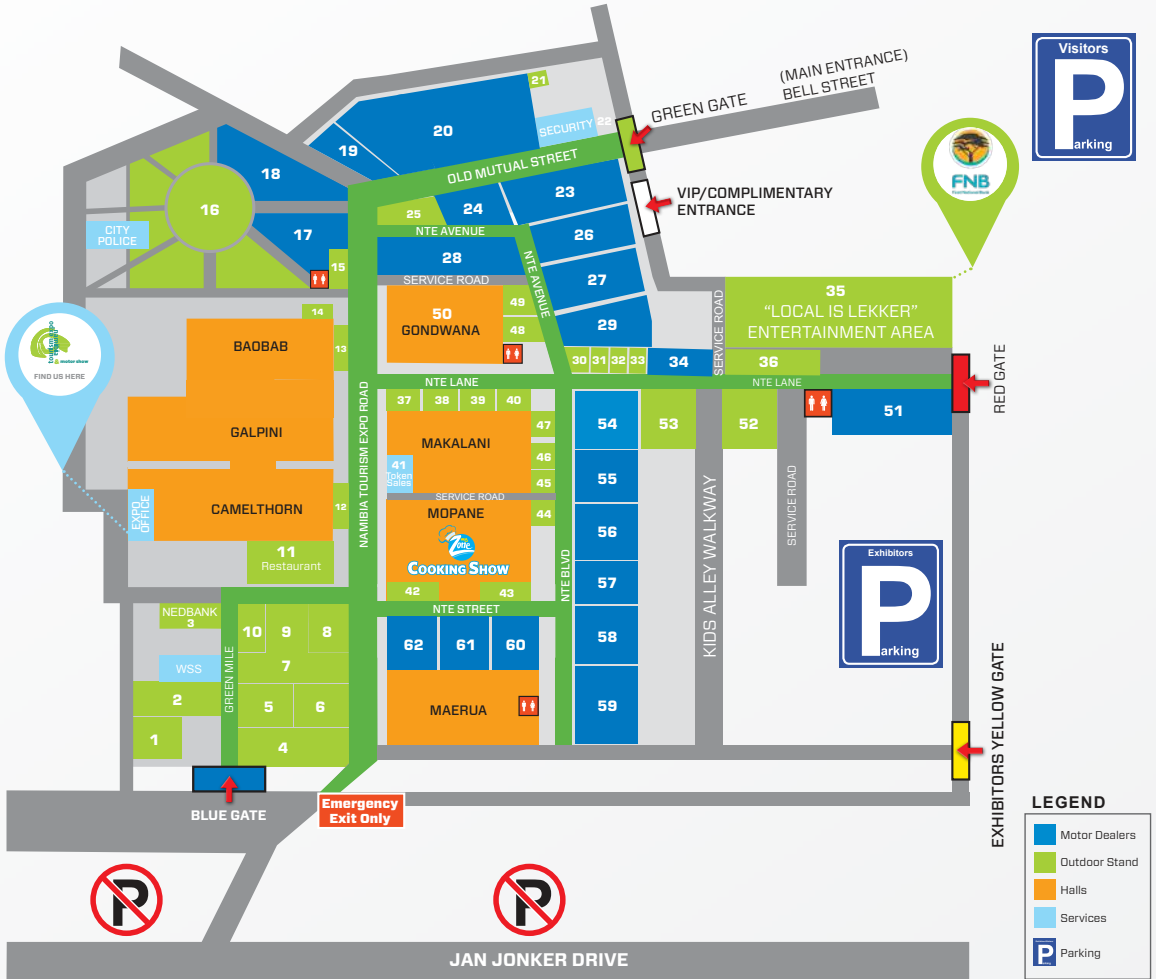 Visitors
P
arking
(MAIN ENTRANCE)
BELL STREET
GREEN GATE
21
20
SECURITY
22
19
OLD MUTUAL STREET
18
FNB
First National Bank
VIP/COMPLIMENTARY
ENTRANCE
23
24
25
16
CITY
POLICE
17
NTE AVENUE
26
28
NTE AVENUE
15
SERVICE ROAD
27
35
"LOCAL IS LEKKER"
ENTERTAINMENT AREA
SERVICE ROAD
14
50
GONDWANA
49
48
29
BAOBAB
13
FIND US HERE
30
31
32
33
34
36
NTE LANE
NTE LANE
RED GATE
37
38
39
40
51
GALPINI
MAKALANI
47
54
53
52
46
41
Token
Sales
45
55
SERVICE ROAD
NAMIBIA TOURISM EXPO ROAD
EXPO
OFFICE
CAMELTHORN
12
MOPANE
44
56
Zone
COOKING SHOW
SERVICE ROAD
11
Restaurant
KIDS ALLEY WALKWAY
Exhibitors
P
arking
NTE BLVD
57
42
43
NTE STREET
NEDBANK
3
10
9
8
62
61
60
58
GREEN MILE
WSS
7
2
5
6
MAERUA
59
1
4
EXHIBITORS YELLOW GATE
BLUE GATE
Emergency
Exit Only
LEGEND
Motor Dealers
Outdoor Stand
Halls
Services
P
Parking
P
P
JAN JONKER DRIVE